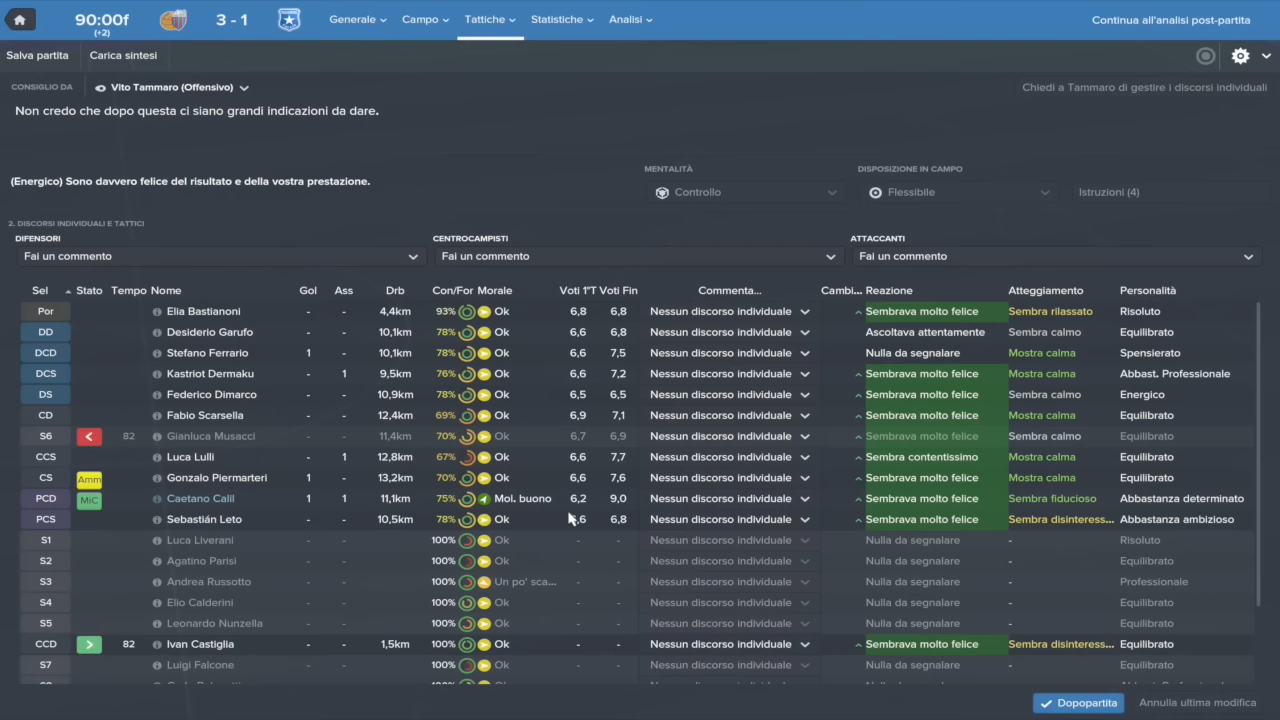 90:00f (+2) 3 - 1 Generale Campo Tattiche Statistiche Analisi Continua all'analisi post-partita
Salva partita Carica sintesi
CONSIGLIO DA Vito Tammaro (Offensivo) Chiedi a Tammaro di gestire i discorsi individuali
Non credo che dopo questa ci siano grandi indicazioni da dare.
MENTALITÀ DISPOSIZIONE IN CAMPO
(Energico) Sono davvero felice del risultato e della vostra prestazione.
Controllo Flessibile Istruzioni (4)
2. DISCORSI INDIVIDUALI E TATTICI
DIFENSORI CENTROCAMPISTI ATTACCANTI
Fai un commento Fai un commento Fai un commento
Sel Stato Tempo Nome Gol Ass Drb Con/For Morale Voti 1°T Voti Fin Commenta... Cambi... Reazione Atteggiamento Personalità
Por Elia Bastianoni - - 4,4km 93% Ok 6,8 6,8 Nessun discorso individuale Sembrava molto felice Sembra rilassato Risoluto
DD Desiderio Garufo - - 10,1km 78% Ok 6,6 6,8 Nessun discorso individuale Ascoltava attentamente Sembra calmo Equilibrato
DCD Stefano Ferrario 1 - 10,1km 78% Ok 6,6 7,5 Nessun discorso individuale Nulla da segnalare Mostra calma Spensierato
DCS Kastriot Dermaku - 1 9,5km 76% Ok 6,6 7,2 Nessun discorso individuale Sembrava molto felice Mostra calma Abbast. Professionale
DS Federico Dimarco - - 10,9km 78% Ok 6,5 6,5 Nessun discorso individuale Sembrava molto felice Sembra calmo Energico
CD Fabio Scarsella - - 12,4km 69% Ok 6,9 7,1 Nessun discorso individuale Sembrava molto felice Mostra calma Equilibrato
S6 82 Gianluca Musacci - - 11,4km 70% Ok 6,7 6,9 Nessun discorso individuale Sembrava molto felice Sembra calmo Equilibrato
CCS Luca Lulli - 1 12,8km 67% Ok 6,6 7,7 Nessun discorso individuale Sembra contentissimo Mostra calma Equilibrato
CS Amm Gonzalo Piermarteri 1 - 13,2km 70% Ok 6,6 7,6 Nessun discorso individuale Sembrava molto felice Mostra calma Equilibrato
PCD MiC Caetano Calil 1 1 11,1km 75% Mol. buono 6,2 9,0 Nessun discorso individuale Sembrava molto felice Sembra fiducioso Abbastanza determinato
PCS Sebastián Leto - - 10,5km 78% Ok 6,8 Nessun discorso individuale Sembrava molto felice Sembra disinteress... Abbastanza ambizioso
S1 Luca Liverani - - 100% Ok - - Nessun discorso individuale Nulla da segnalare - Risoluto
S2 Agatino Parisi - - 100% Ok - - Nessun discorso individuale Nulla da segnalare - Equilibrato
S3 Andrea Russotto - - 100% Un po' sca... - - Nessun discorso individuale Nulla da segnalare - Professionale
S4 Elio Calderini - - 100% Ok - - Nessun discorso individuale Nulla da segnalare - Equilibrato
S5 Leonardo Nunzella - - 100% Ok - - Nessun discorso individuale Nulla da segnalare - Equilibrato
CCD 82 Ivan Castiglia - - 1,5km 100% Ok - - Nessun discorso individuale Sembrava molto felice Sembra disinteress... Equilibrato
S7 Luigi Falcone - - 100% Ok - - Nessun discorso individuale Nulla da segnalare - Equilibrato
Dopopartita Annulla ultima modifica